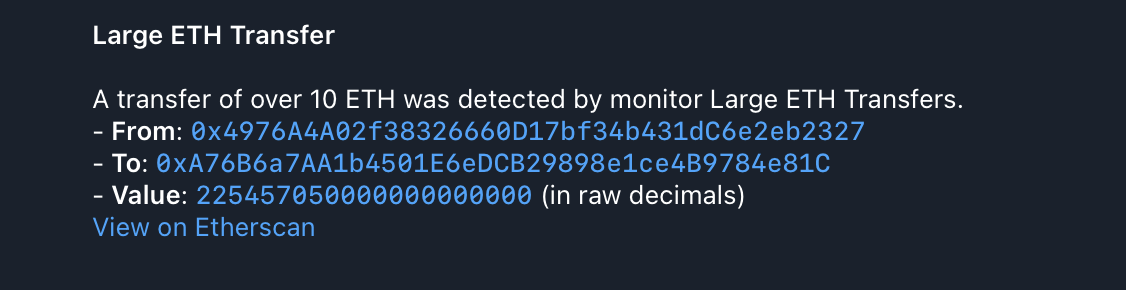 Large ETH Transfer
A transfer of over 10 ETH was detected by monitor Large ETH Transfers.
- From: 0x4976A4A02f38326660D17bf34b431dC6e2eb2327
- To: 0xA76B6a7AA1b4501E6eDCB29898e1ce4B9784e81C
- Value: 225457050000000000000 (in raw decimals)
View on Etherscan